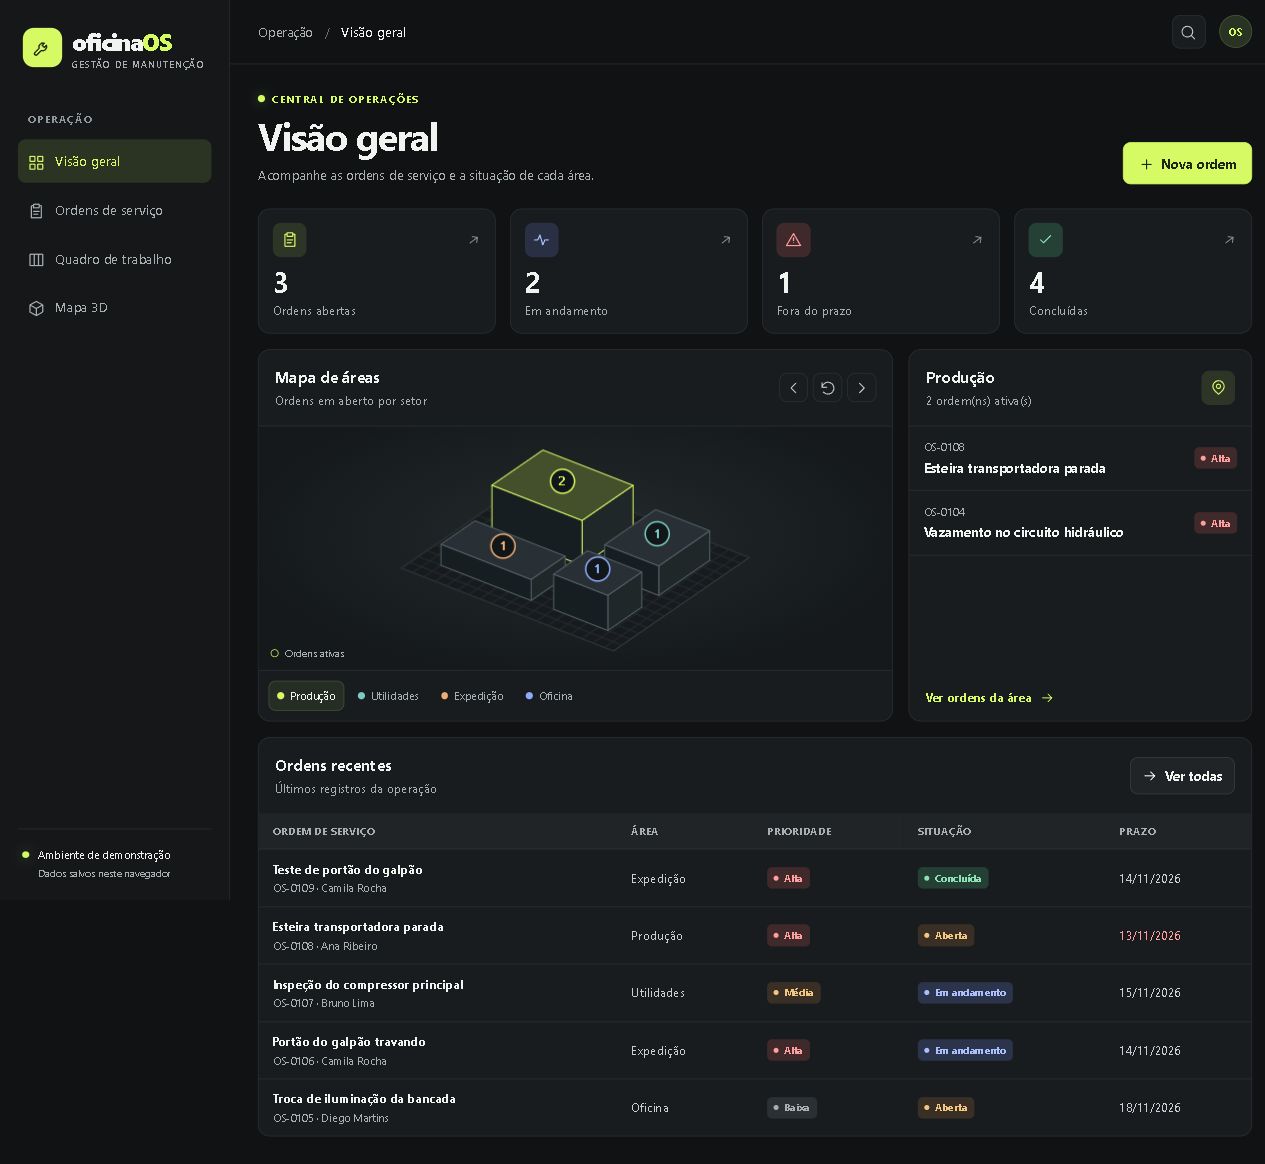 oficinaOS
GESTÃO DE MANUTENÇÃO
OPERAÇÃO
Visão geral
Ordens de serviço
Quadro de trabalho
Mapa 3D
Ambiente de demonstração
Dados salvos neste navegador
Operação / Visão geral
OS
CENTRAL DE OPERAÇÕES
Visão geral
Acompanhe as ordens de serviço e a situação de cada área.
Nova ordem
3
Ordens abertas
2
Em andamento
1
Fora do prazo
4
Concluídas
Mapa de áreas
Ordens em aberto por setor
2
1
1
1
Ordens ativas
Produção Utilidades Expedição Oficina
Produção
2 ordem(ns) ativa(s)
OS-0108
Esteira transportadora parada
Alta
OS-0104
Vazamento no circuito hidráulico
Alta
Ver ordens da área
Ordens recentes
Últimos registros da operação
Ver todas
ORDEM DE SERVIÇO ÁREA PRIORIDADE SITUAÇÃO PRAZO
Teste de portão do galpão
OS-0109 · Camila Rocha
Expedição Alta Concluída 14/11/2026
Esteira transportadora parada
OS-0108 · Ana Ribeiro
Produção Alta Aberta 13/11/2026
Inspeção do compressor principal
OS-0107 · Bruno Lima
Utilidades Média Em andamento 15/11/2026
Portão do galpão travando
OS-0106 · Camila Rocha
Expedição Alta Em andamento 14/11/2026
Troca de iluminação da bancada
OS-0105 · Diego Martins
Oficina Baixa Aberta 18/11/2026